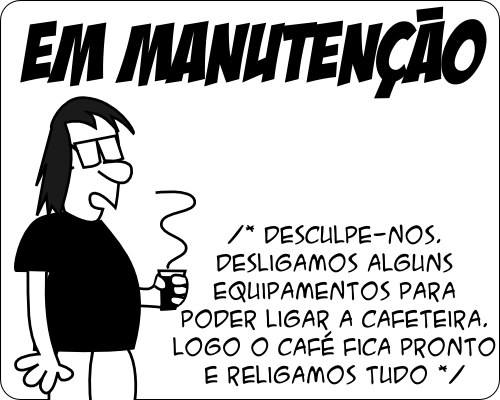 EM MANUTENÇÃO
/* DESCULPE-NOS.
DESLIGAMOS ALGUNS
EQUIPAMENTOS PARA
PODER LIGAR A CAFETEIRA.
LOGO O CAFÉ FICA PRONTO
E RELIGAMOS TUDO */